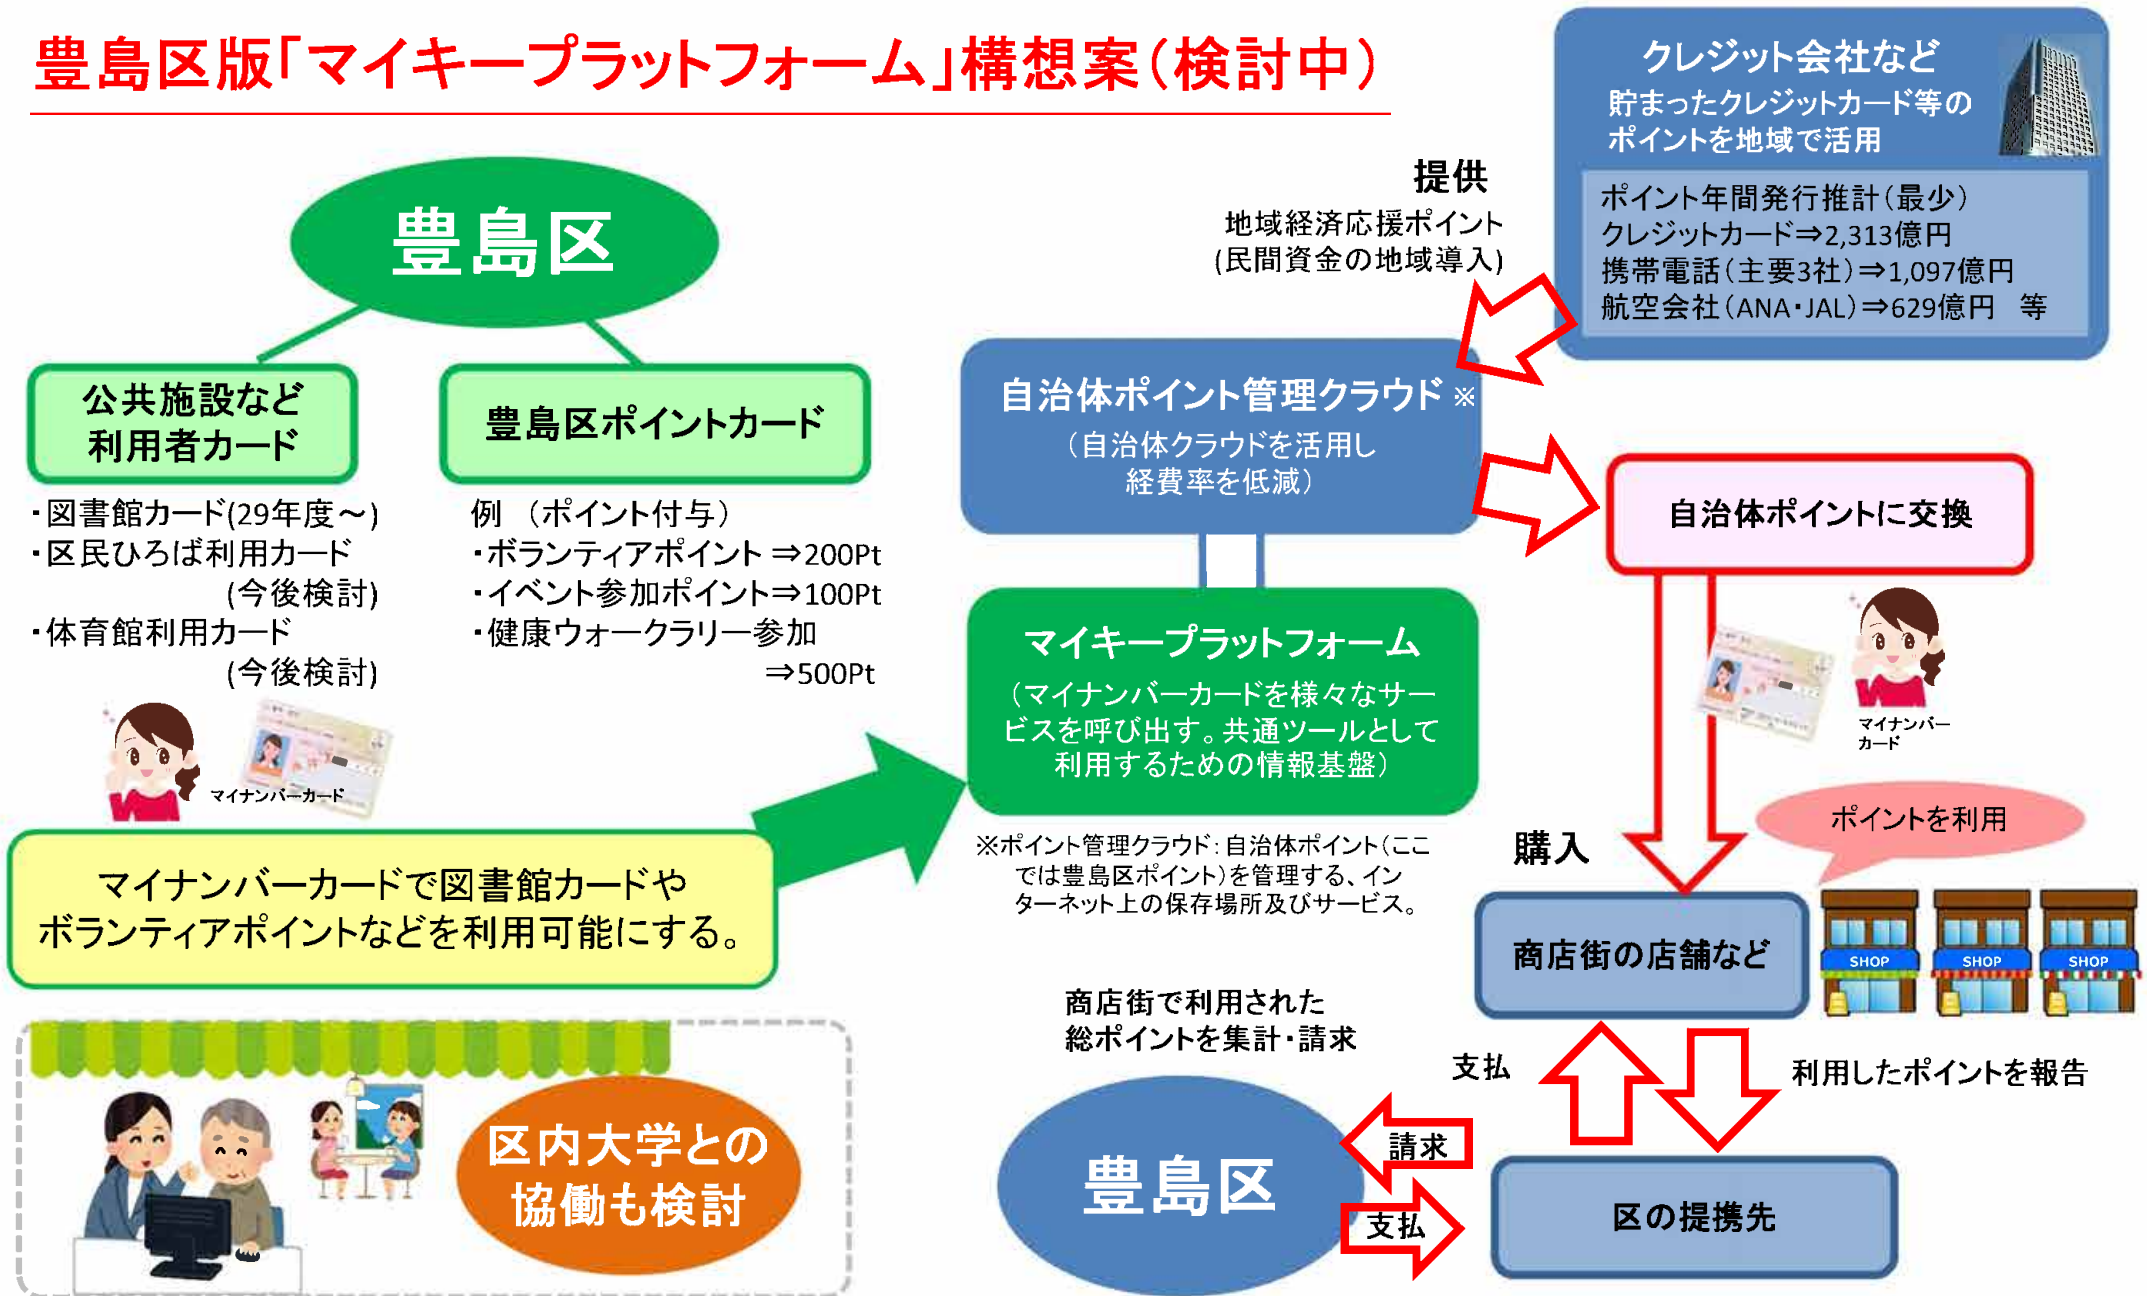 豊島区版「マイキープラットフォーム」構想案（検討中）
クレジット会社など
貯まったクレジットカード等の
ポイントを地域で活用
ポイント年間発行推計（最少）
クレジットカード⇒2,313億円
携帯電話（主要3社）⇒1,097億円
航空会社（ANA・JAL）⇒629億円　等
提供
地域経済応援ポイント
(民間資金の地域導入)
豊島区
公共施設など
利用者カード
・図書館カード(29年度～)
・区民ひろば利用カード
(今後検討)
・体育館利用カード
(今後検討)
マイナンバーカード
豊島区ポイントカード
例　（ポイント付与）
・ボランティアポイント ⇒200Pt
・イベント参加ポイント⇒100Pt
・健康ウォークラリー参加
⇒500Pt
マイナンバーカードで図書館カードや
ボランティアポイントなどを利用可能にする。
自治体ポイント管理クラウド ※
（自治体クラウドを活用し
経費率を低減）
マイキープラットフォーム
（マイナンバーカードを様々なサー
ビスを呼び出す。共通ツールとして
利用するための情報基盤）
※ポイント管理クラウド：自治体ポイント（ここ
では豊島区ポイント）を管理する、イン
ターネット上の保存場所及びサービス。
自治体ポイントに交換
マイナンバー
カード
ポイントを利用
購入
商店街の店舗など
SHOP
SHOP
SHOP
商店街で利用された
総ポイントを集計・請求
支払
利用したポイントを報告
豊島区
請求
支払
区の提携先
区内大学との
協働も検討